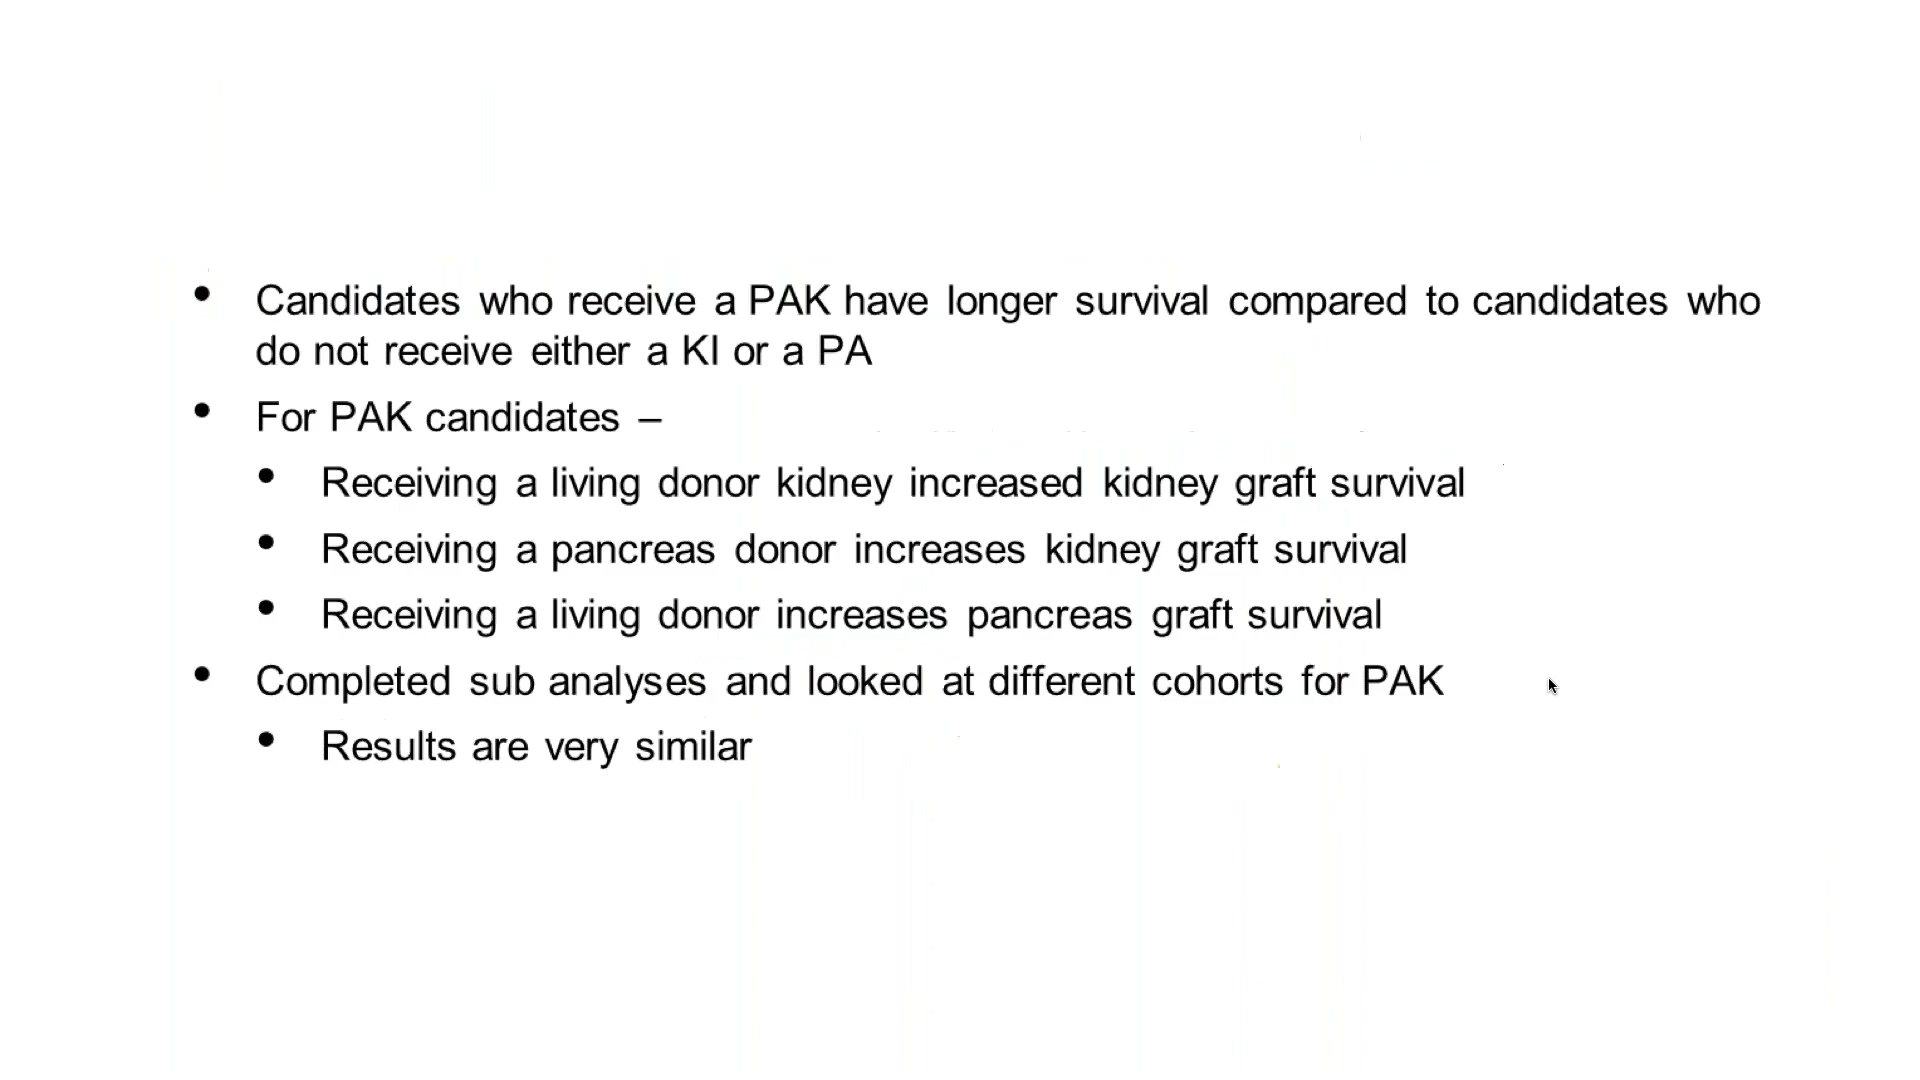 • Candidates who receive a PAK have longer survival compared to candidates who
do not receive either a KI or a PA
• For PAK candidates –
• Receiving a living donor kidney increased kidney graft survival
• Receiving a pancreas donor increases kidney graft survival
• Receiving a living donor increases pancreas graft survival
• Completed sub analyses and looked at different cohorts for PAK
• Results are very similar